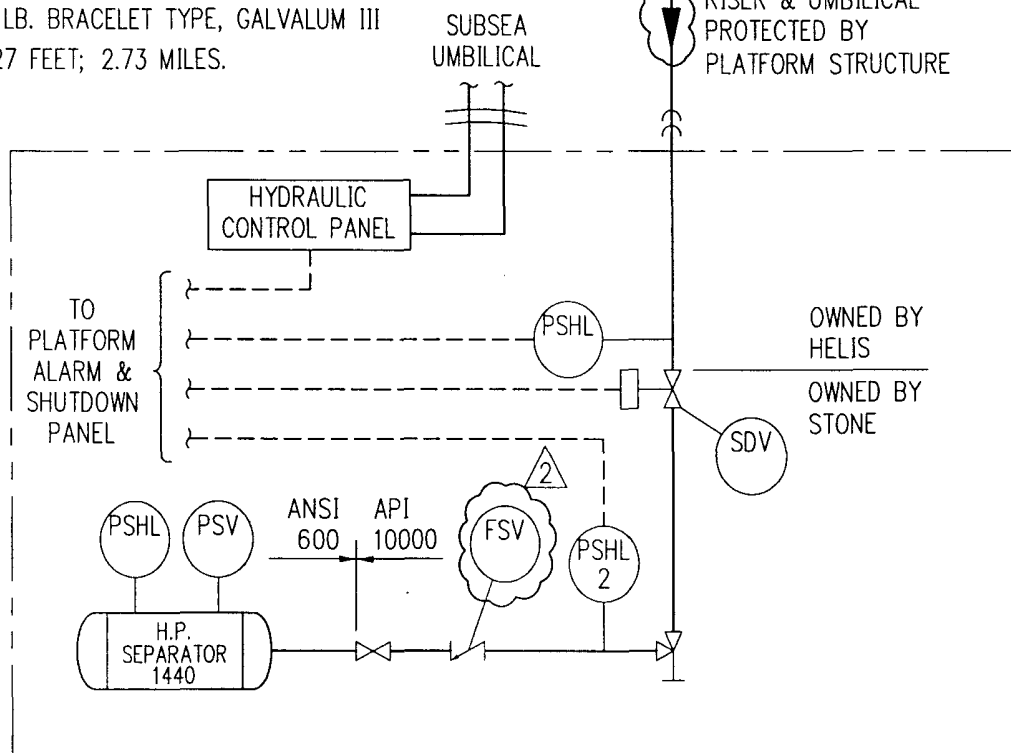 LB. BRACELET TYPE, GALVALUM III
27 FEET; 2.73 MILES.
SUBSEA
UMBILICAL
RISER & UMBILICAL
PROTECTED BY
PLATFORM STRUCTURE
HYDRAULIC
CONTROL PANEL
TO
PLATFORM
ALARM &
SHUTDOWN
PANEL
PSHL
OWNED BY
HELIS
OWNED BY
STONE
SDV
2
ANSI
600
API
10000
FSV
PSHL
2
PSHL
PSV
H.P.
SEPARATOR
1440